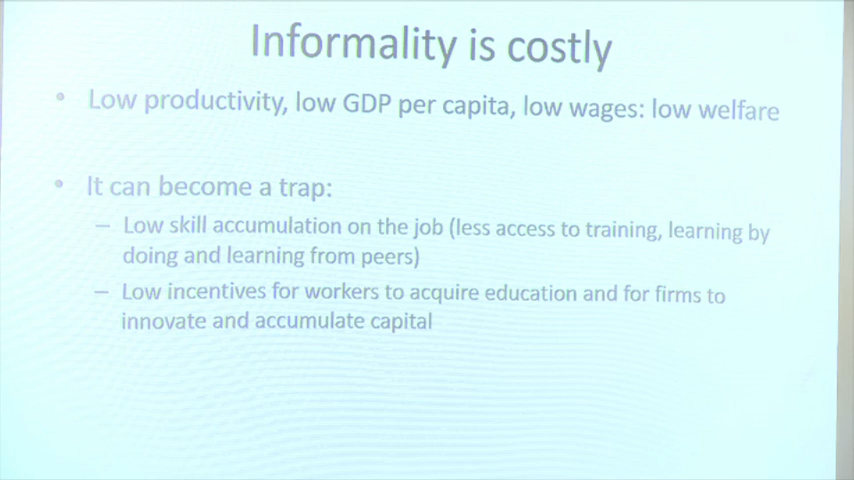 Informality is costly
• Low productivity, low GDP per capita, low wages: low welfare
• It can become a trap:
– Low skill accumulation on the job (less access to training, learning by
doing and learning from peers)
– Low incentives for workers to acquire education and for firms to
innovate and accumulate capital